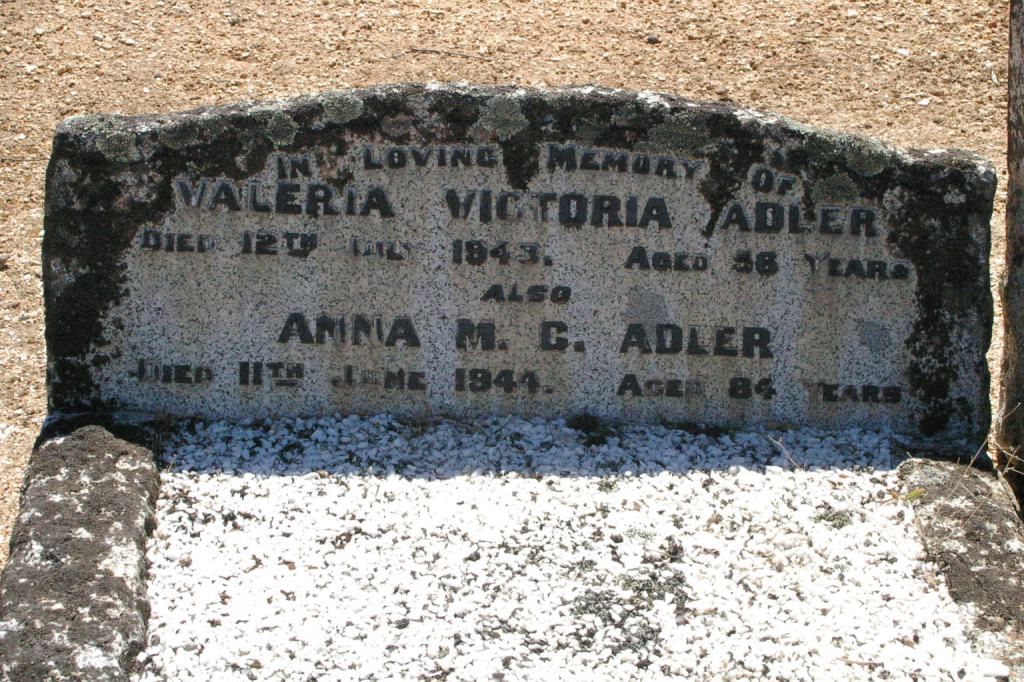 IN LOVING MEMORY OF
VALERIA VICTORIA ADLER
DIED 12TH JULY 1943. AGED 56 YEARS
ALSO
ANNA M. C. ADLER
DIED 11TH JUNE 1944. AGED 84 YEARS